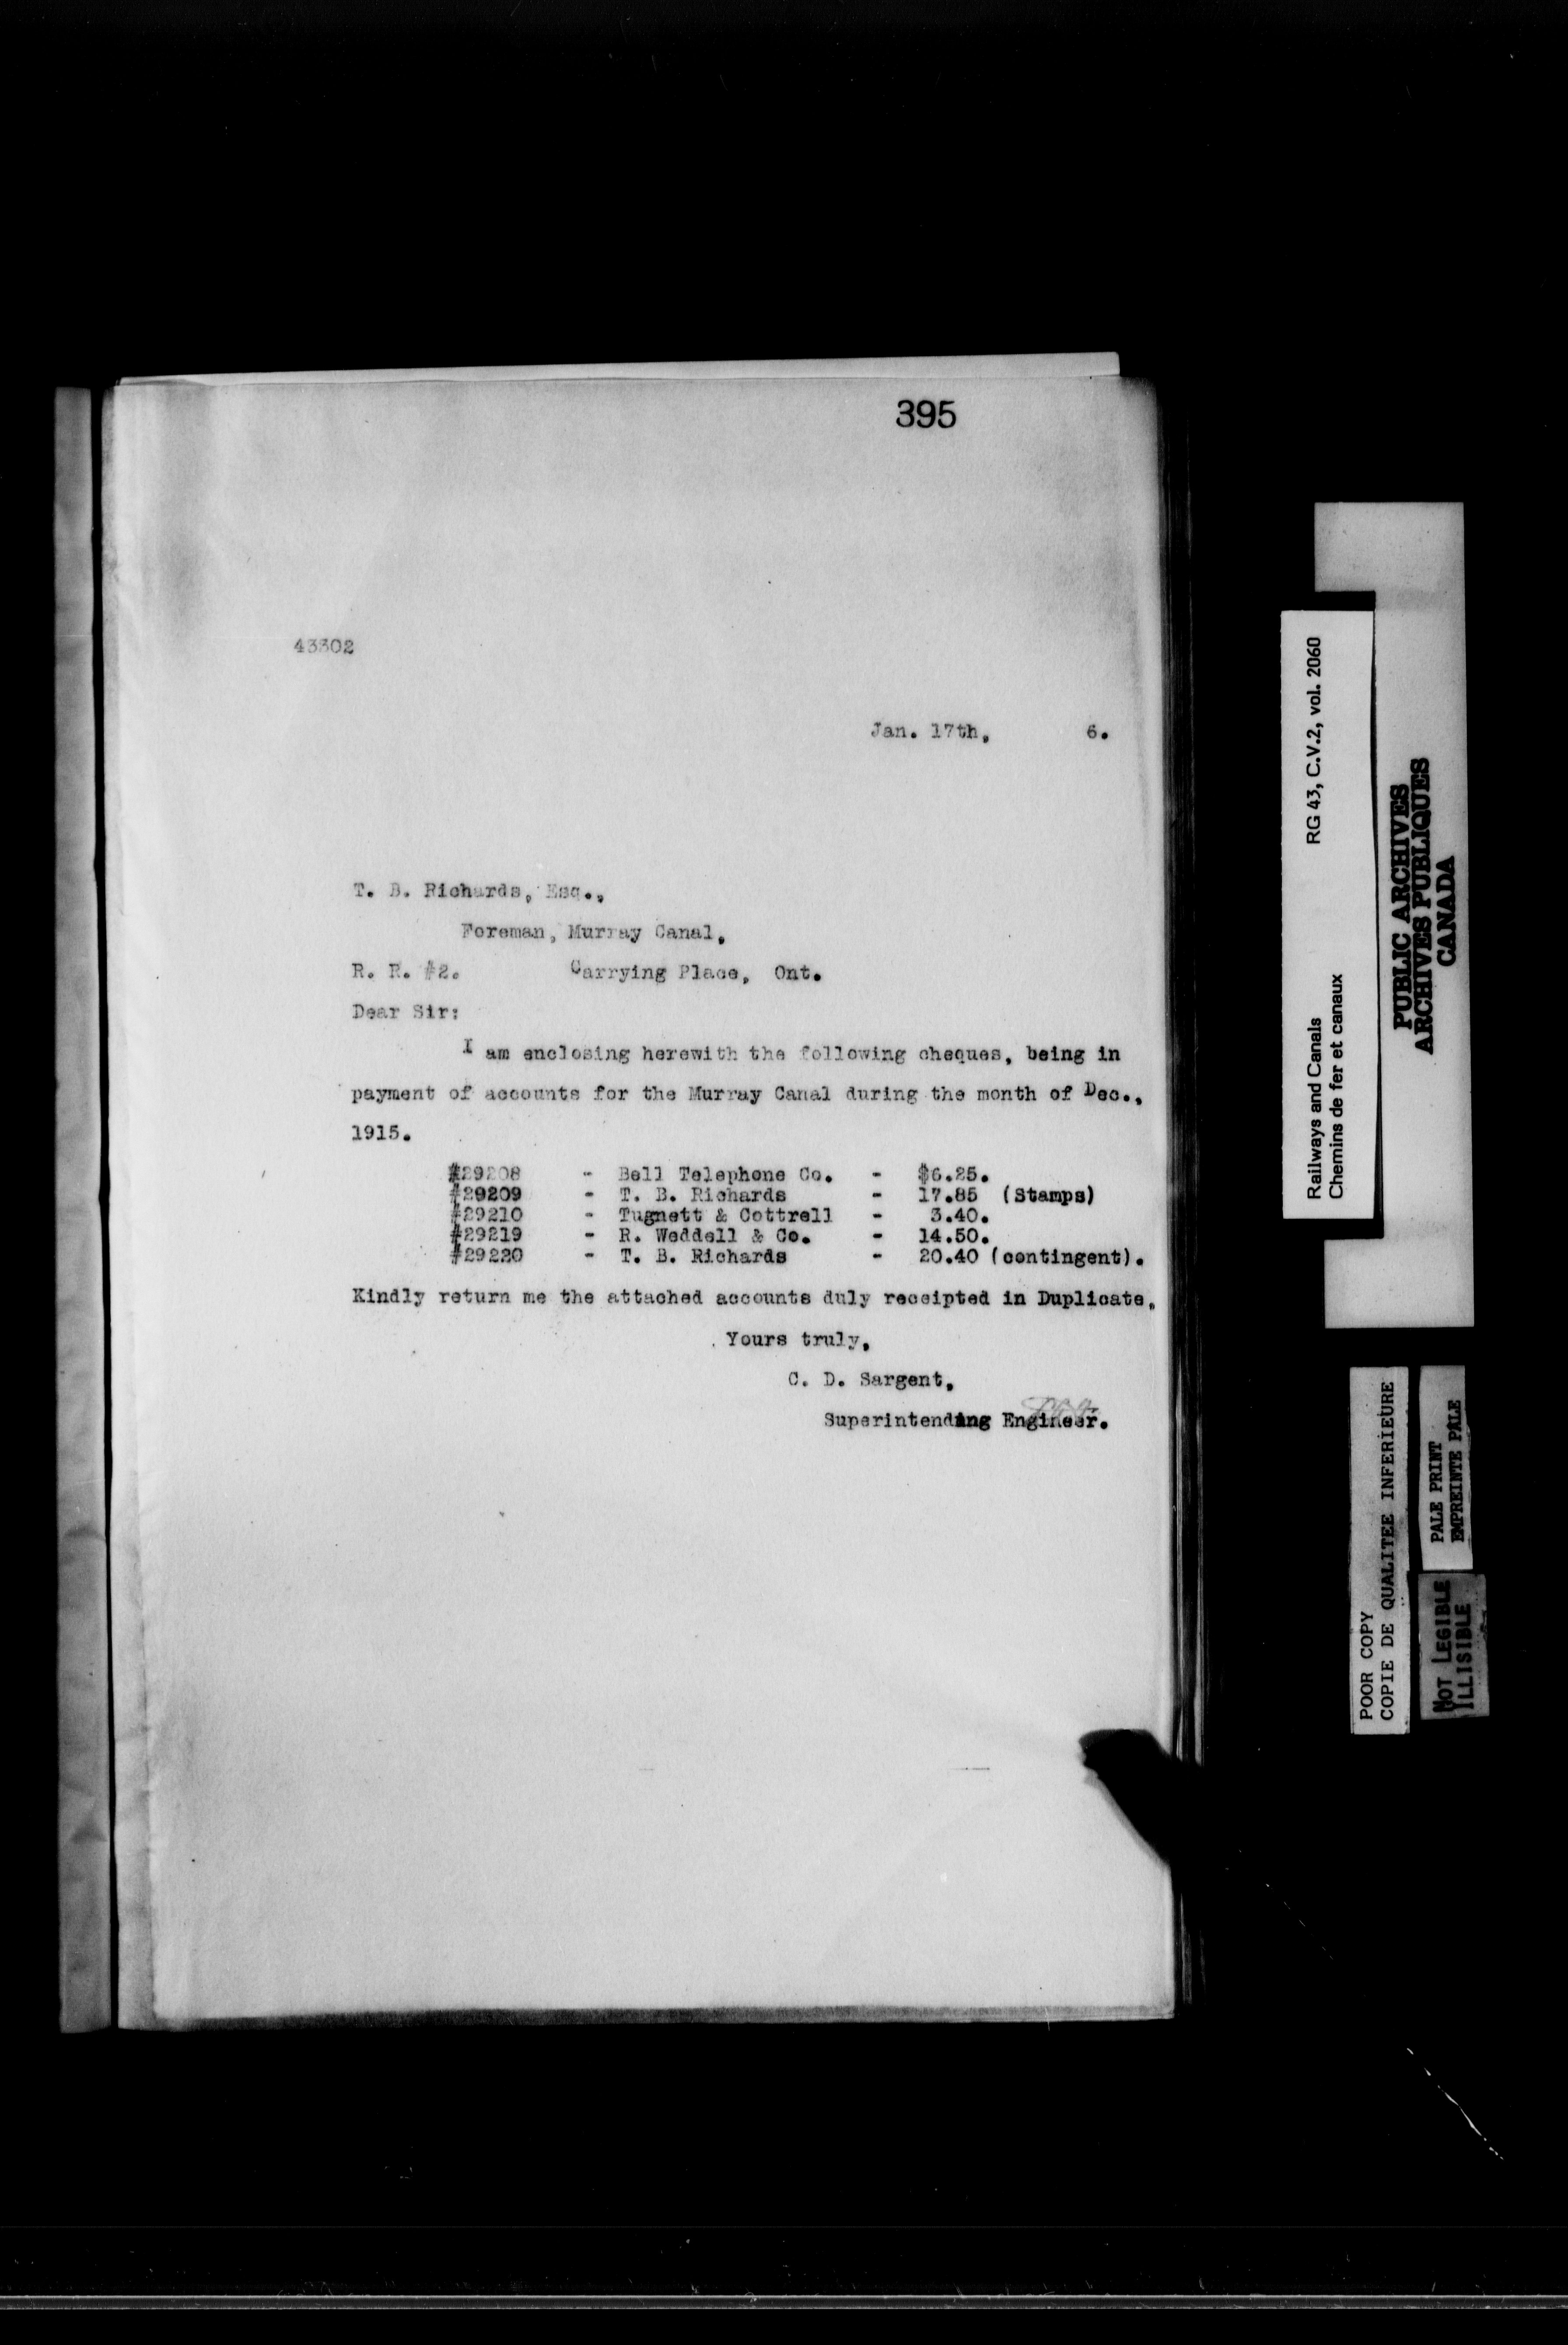 395
43302
Jan. 17th, 6.
T. B. Richards, Esq.,
Foreman, Murray Canal,
R. R. #2. Carrying Place, Ont.
Dear Sir:
I am enclosing herewith the following cheques, being in
payment of accounts for the Murray Canal during the month of Dec.,
1915.
#29208 - Bell Telephone Co. - $6.25.
#29209 - T. B. Richards - 17.85 (Stamps)
#29210 - Tugnett & Cottrell - 3.40.
#29219 - R. Weddell & Co. - 14.50.
#29220 - T. B. Richards - 20.40 (contingent).
Kindly return me the attached accounts duly receipted in Duplicate,
Yours truly,
C. D. Sargent,
Superintending Engineer.
Railways and Canals RG 43, C.V.2, vol. 2060
Chemins de fer et canaux
PUBLIC ARCHIVES
ARCHIVES PUBLIQUES
CANADA
POOR COPY
COPIE DE QUALITEE INFERIEURE
PALE PRINT
EMPREINTE PÂLE
NOT LEGIBLE
ILLISIBLE